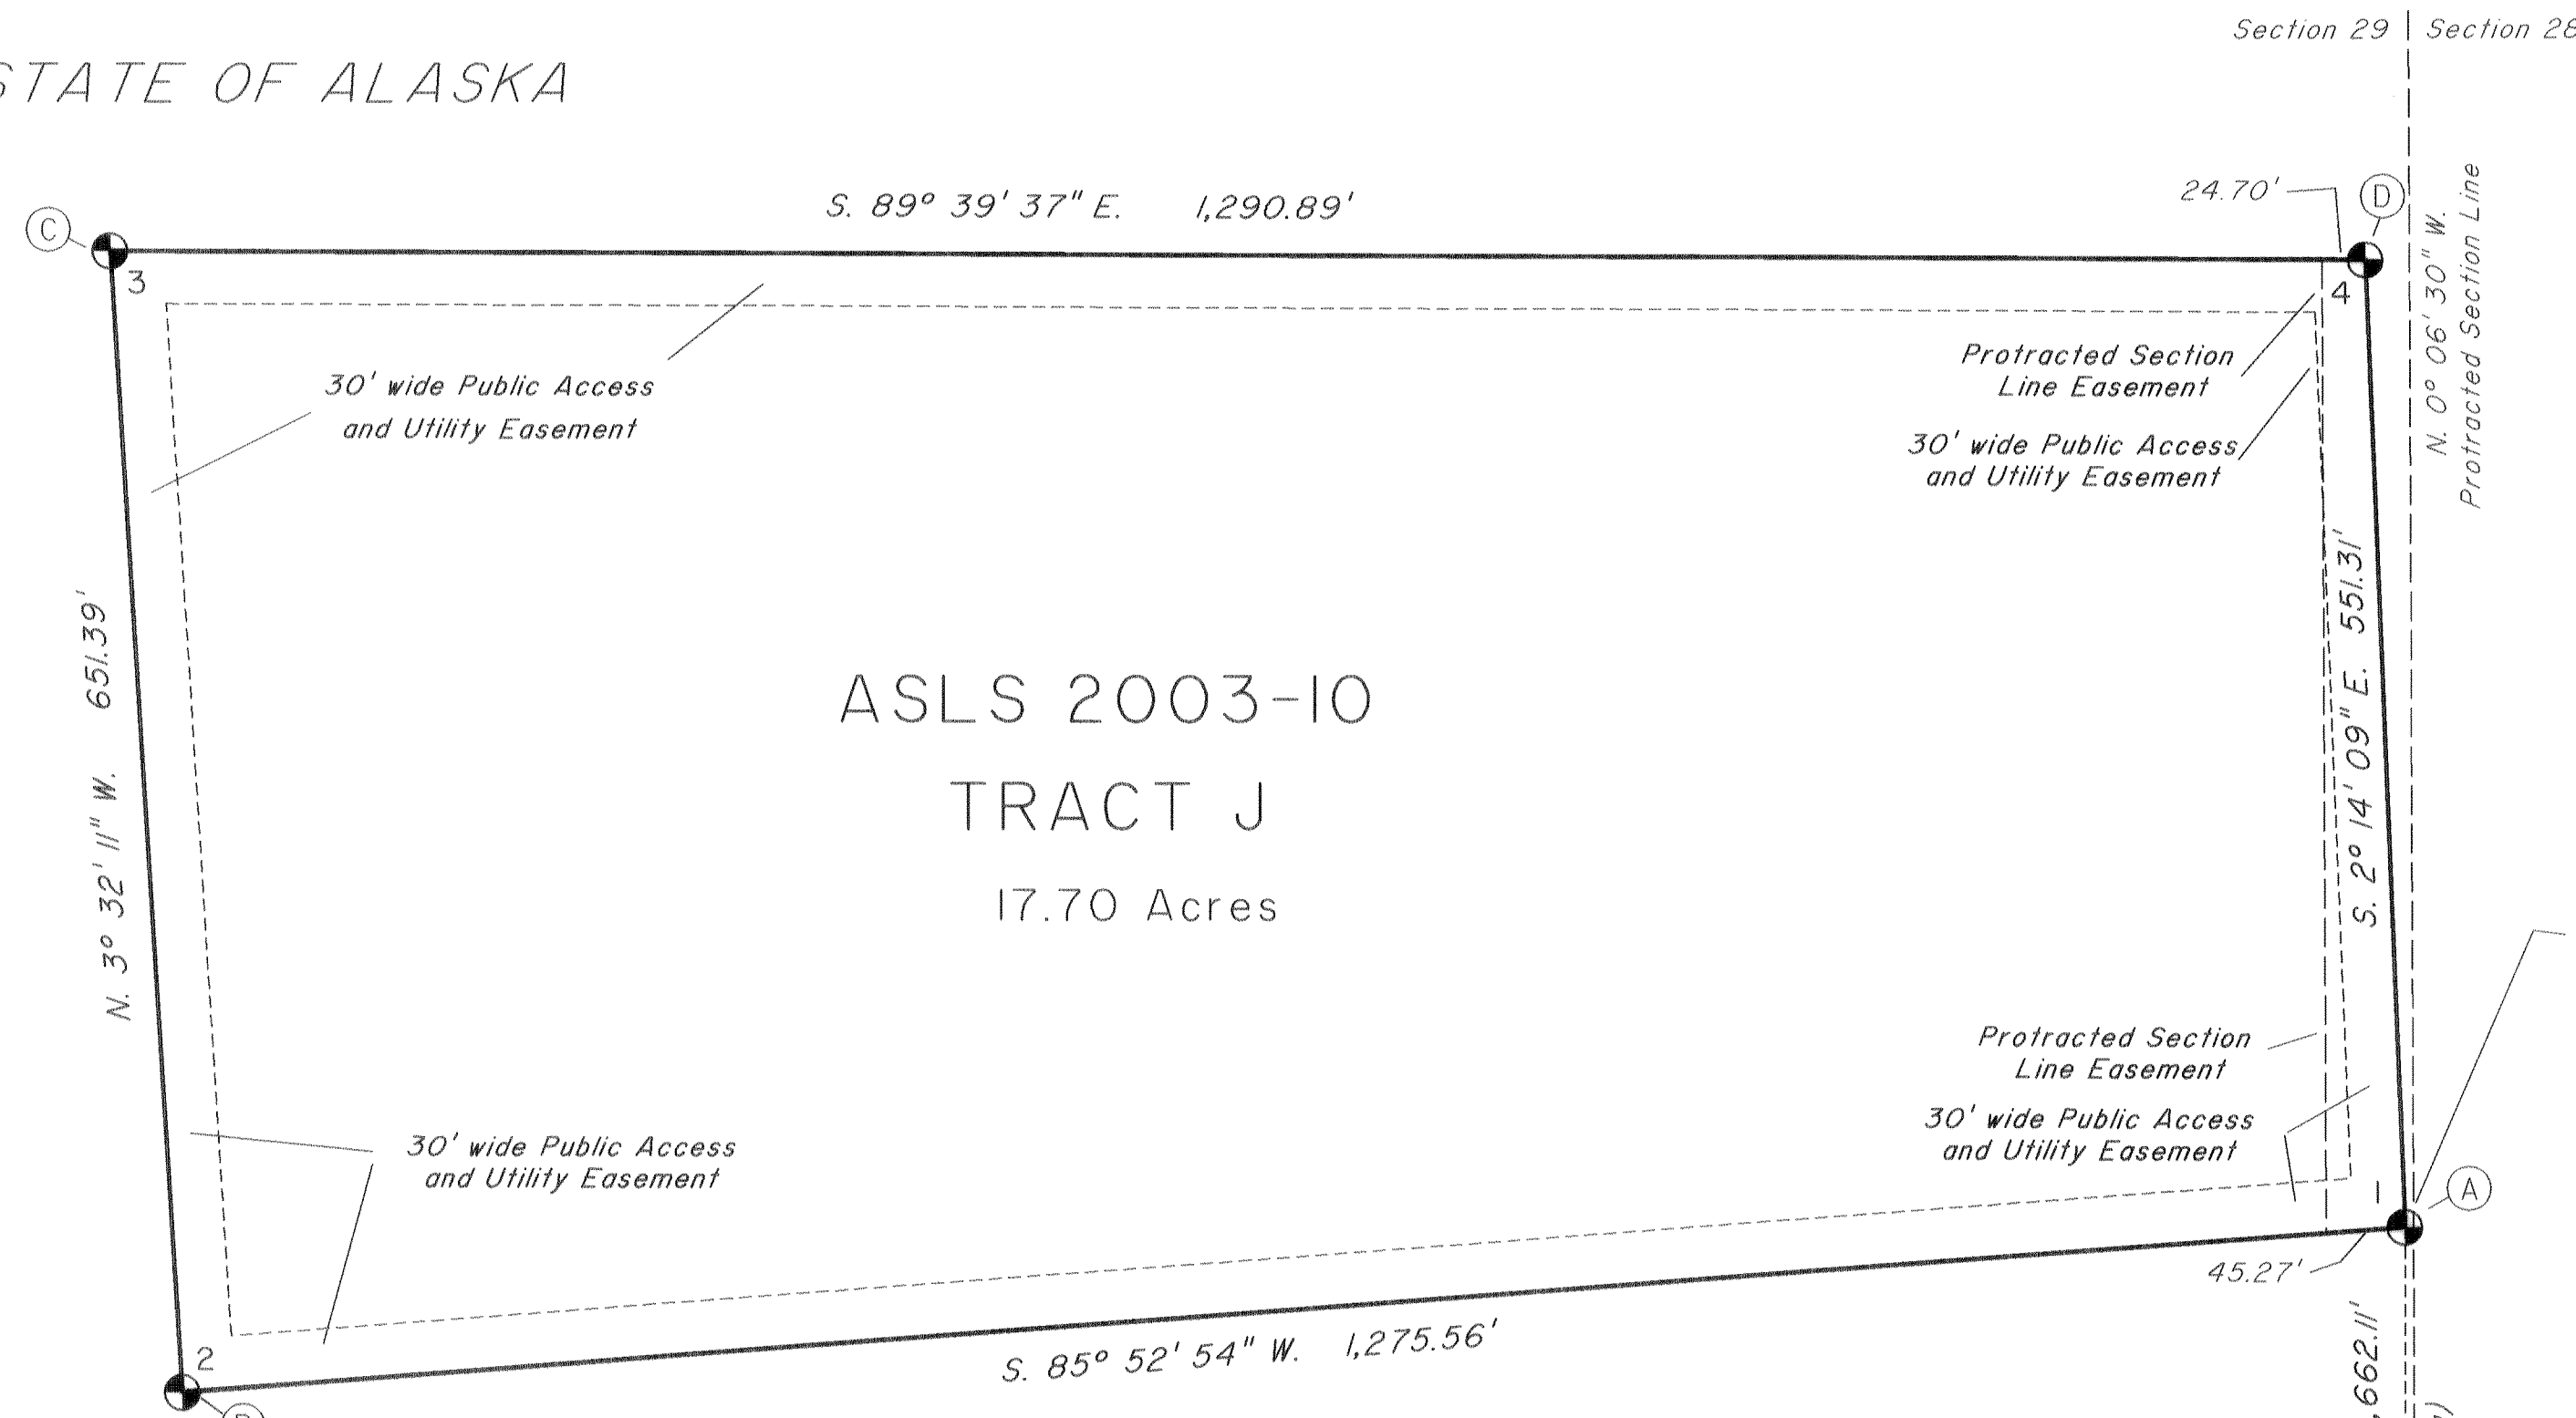 Section 29 Section 28
STATE OF ALASKA
S. 89° 39' 37" E. 1,290.89'
24.70'
C
D
3
4
N. 0° 06' 30" W.
Protracted Section Line
30' wide Public Access
and Utility Easement
Protracted Section
Line Easement
30' wide Public Access
and Utility Easement
N. 3° 32' 11" W. 651.39'
S. 2° 14' 09" E. 551.31'
ASLS 2003-10
TRACT J
17.70 Acres
Protracted Section
Line Easement
30' wide Public Access
and Utility Easement
30' wide Public Access
and Utility Easement
1
A
2
45.27'
S. 85° 52' 54" W. 1,275.56'
,662.11'